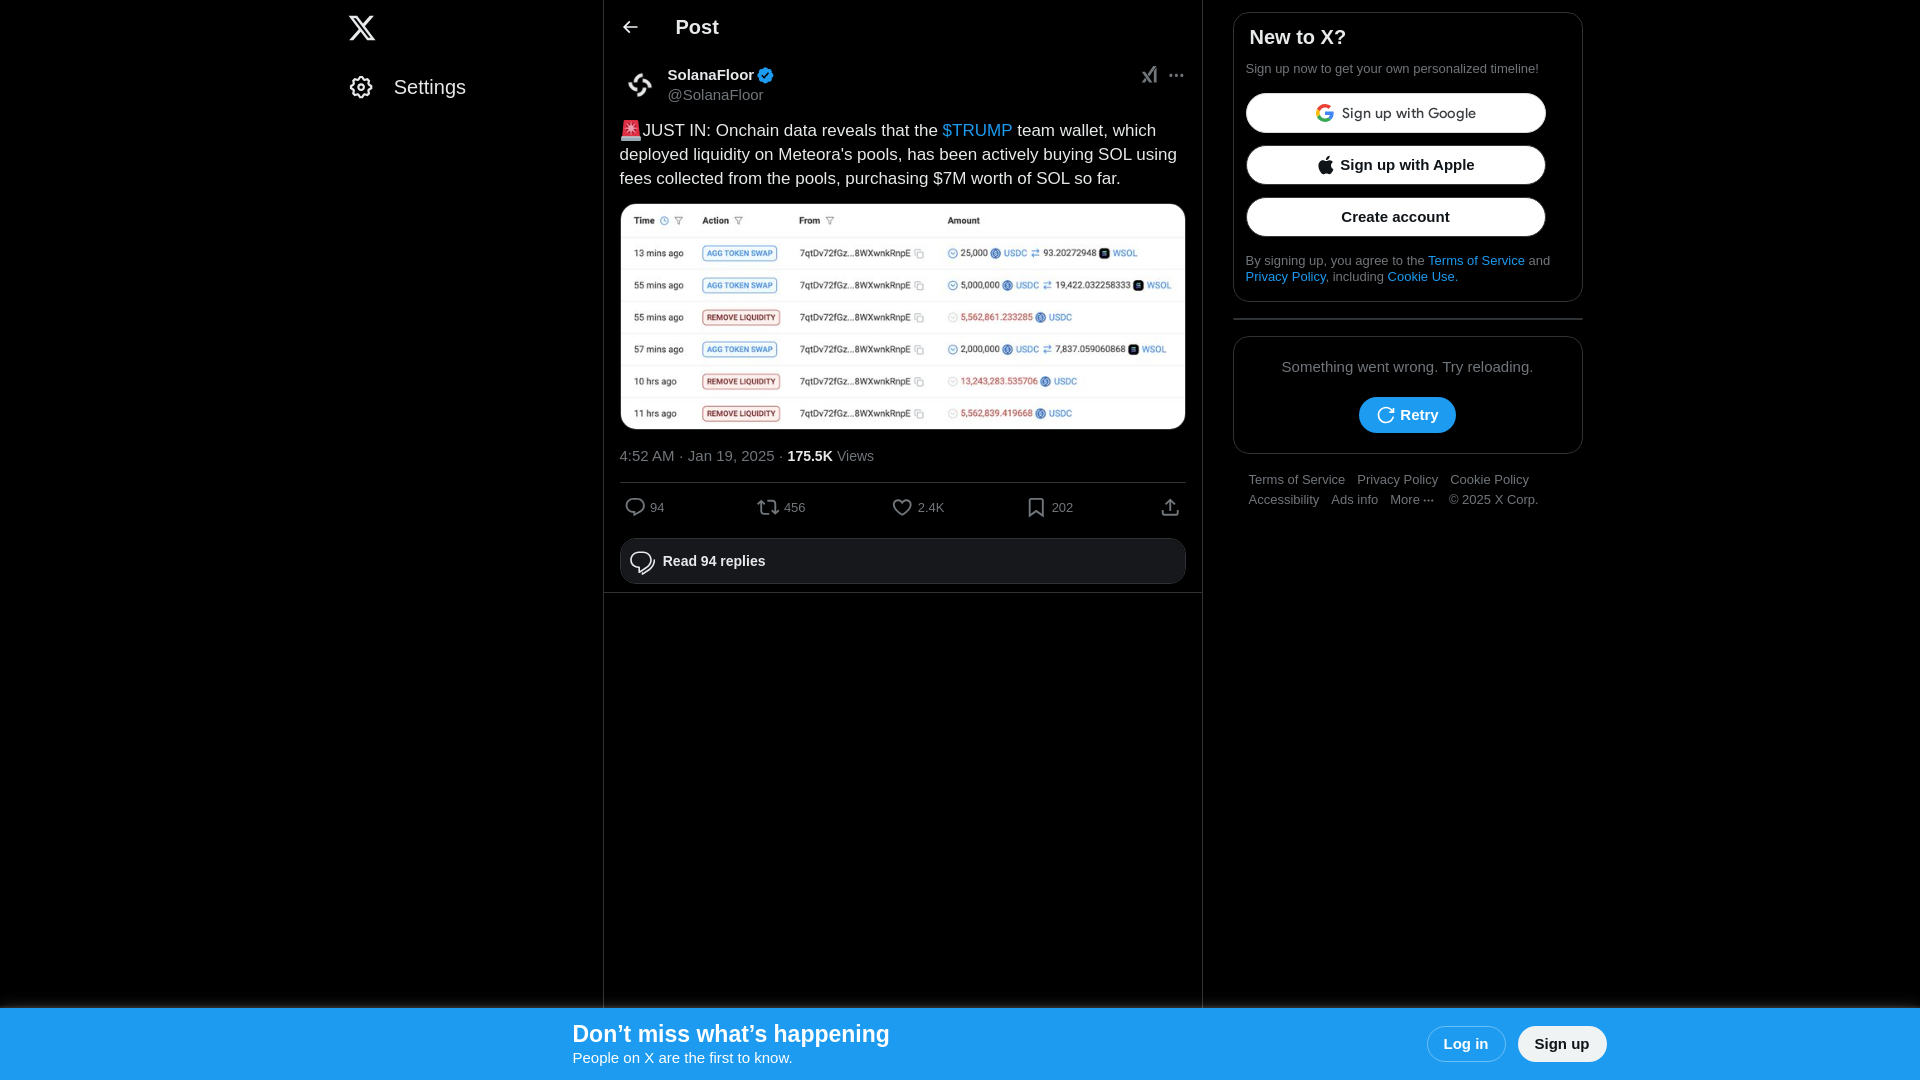 Settings
Post
SolanaFloor
@SolanaFloor
🚨JUST IN: Onchain data reveals that the $TRUMP team wallet, which
deployed liquidity on Meteora's pools, has been actively buying SOL using
fees collected from the pools, purchasing $7M worth of SOL so far.
Time Action From Amount
13 mins ago AGG TOKEN SWAP 7qtDv72fGz...8WXwnkRnpE 25,000 USDC 93.20272948 WSOL
55 mins ago AGG TOKEN SWAP 7qtDv72fGz...8WXwnkRnpE 5,000,000 USDC 19,422.032258333 WSOL
55 mins ago REMOVE LIQUIDITY 7qtDv72fGz...8WXwnkRnpE 5,562,861.233285 USDC
57 mins ago AGG TOKEN SWAP 7qtDv72fGz...8WXwnkRnpE 2,000,000 USDC 7,837.059060868 WSOL
10 hrs ago REMOVE LIQUIDITY 7qtDv72fGz...8WXwnkRnpE 13,243,283.535706 USDC
11 hrs ago REMOVE LIQUIDITY 7qtDv72fGz...8WXwnkRnpE 5,562,839.419668 USDC
4:52 AM · Jan 19, 2025 · 175.5K Views
94 456 2.4K 202
Read 94 replies
New to X?
Sign up now to get your own personalized timeline!
Sign up with Google
Sign up with Apple
Create account
By signing up, you agree to the Terms of Service and
Privacy Policy, including Cookie Use.
Something went wrong. Try reloading.
Retry
Terms of Service Privacy Policy Cookie Policy
Accessibility Ads info More ··· © 2025 X Corp.
Don’t miss what’s happening
People on X are the first to know.
Log in
Sign up